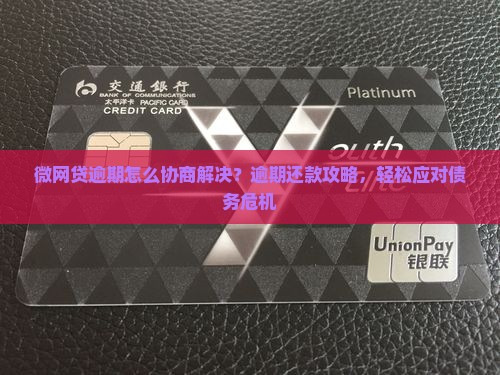 交通銀行
BANK OF COMMUNICATIONS
太平洋卡 PACIFIC CARD
CREDIT CARD
Platinum
微网贷逾期怎么协商解决？逾期还款攻略，轻松应对债
务危机
outh
UnionPay
银联